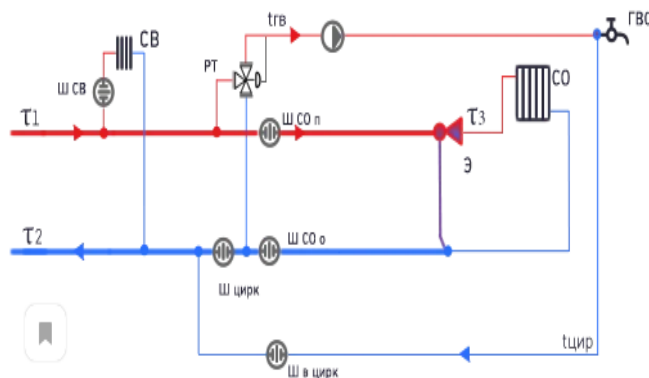 tгв
ГВС
СВ
РТ
СО
Ш СВ
τ1
Ш СО п
τ3
Э
τ2
Ш СО о
Ш цирк
tцир
Ш в цирк